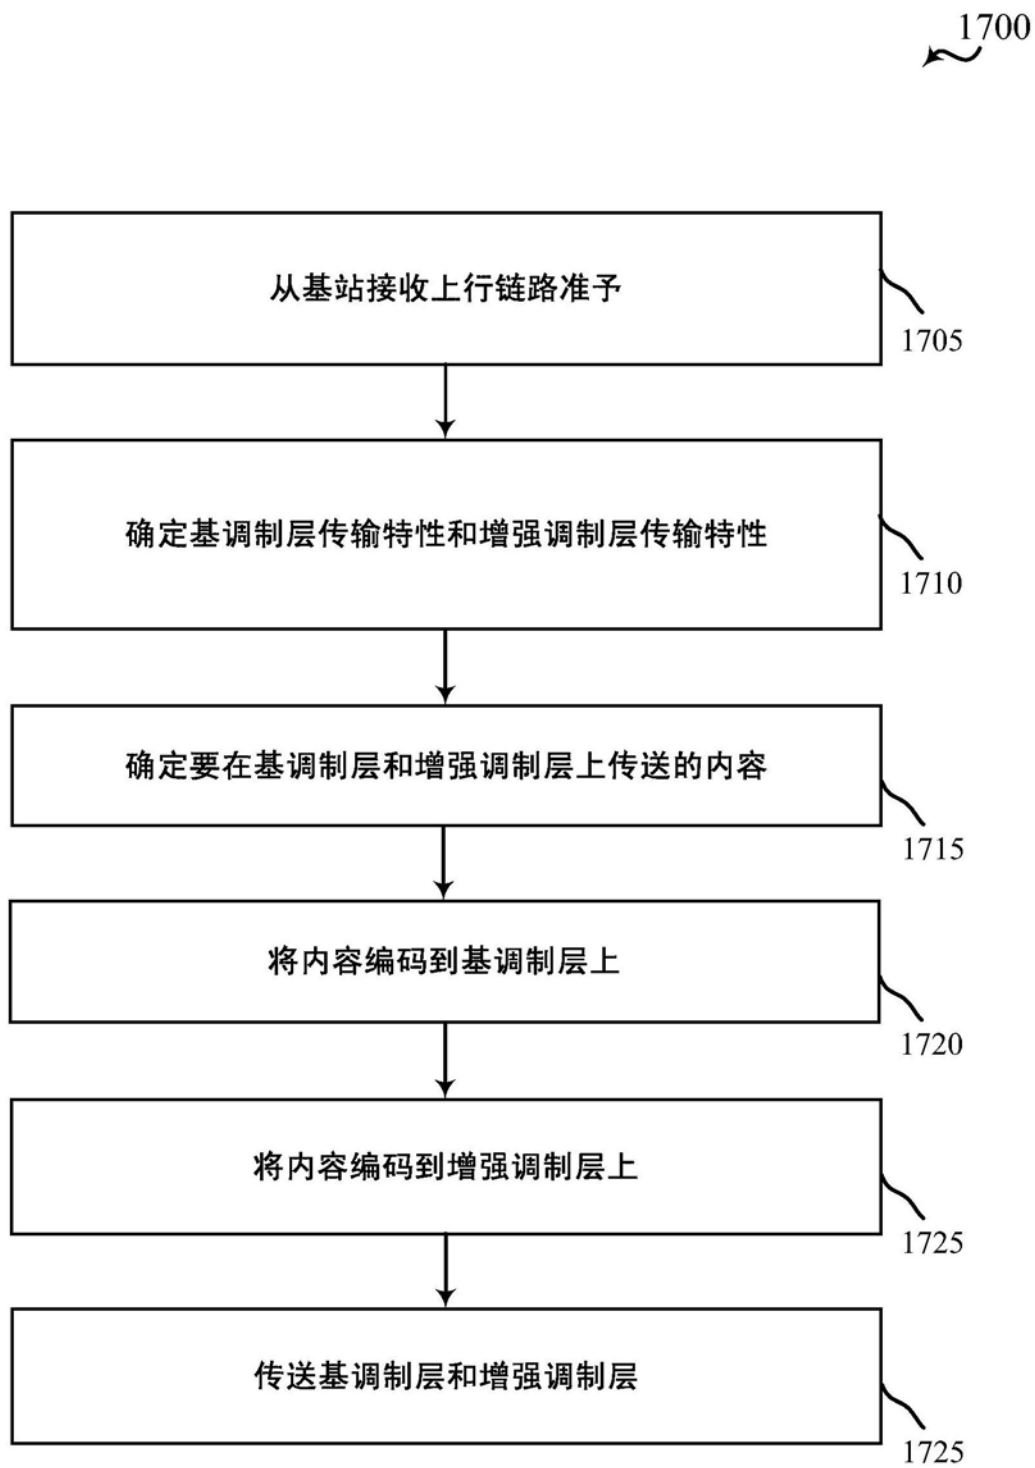 1700
从基站接收上行链路准予
1705
确定基调制层传输特性和增强调制层传输特性
1710
确定要在基调制层和增强调制层上传送的内容
1715
将内容编码到基调制层上
1720
将内容编码到增强调制层上
1725
传送基调制层和增强调制层
1725